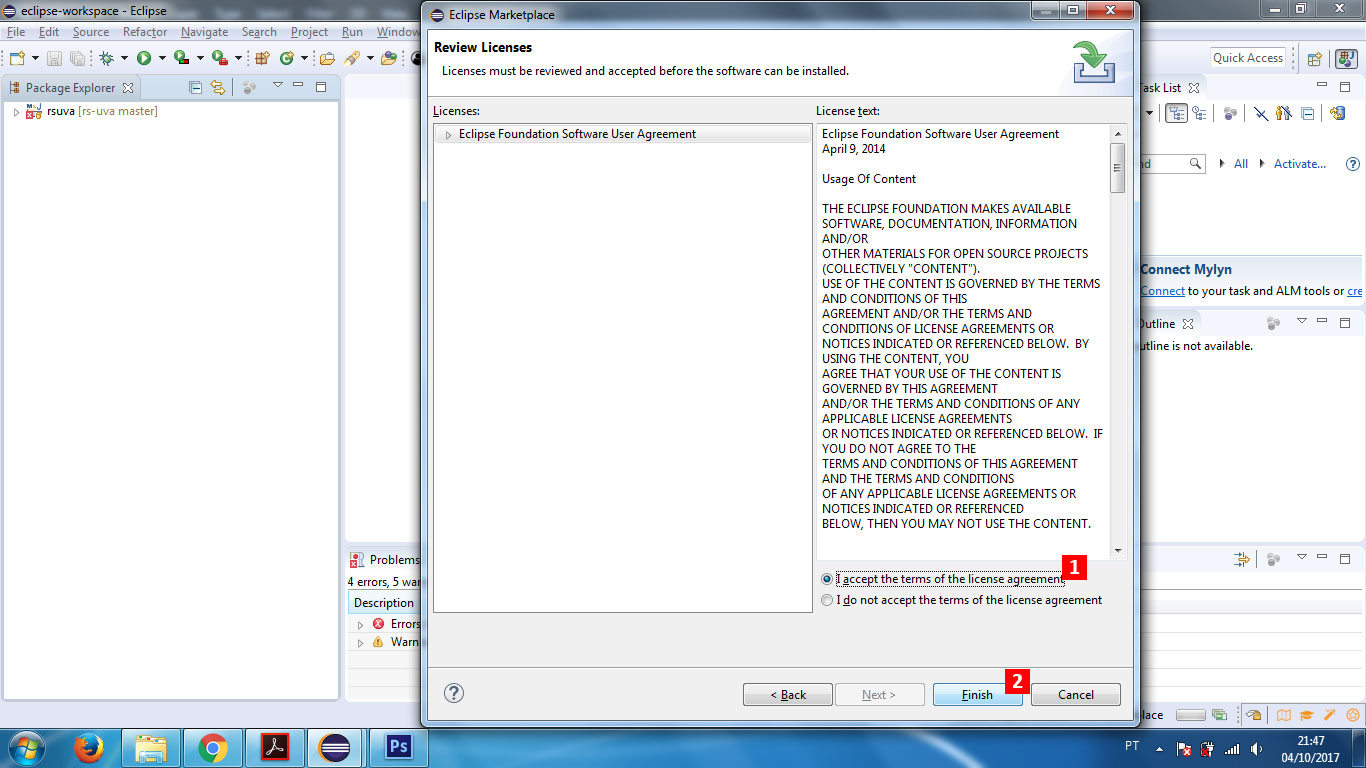 eclipse-workspace - Eclipse
File Edit Source Refactor Navigate Search Project Run Window
Quick Access
Package Explorer
rsuva [rs-uva master]
Eclipse Marketplace
Review Licenses
Licenses must be reviewed and accepted before the software can be installed.
Licenses:
Eclipse Foundation Software User Agreement
License text:
Eclipse Foundation Software User Agreement
April 9, 2014
Usage Of Content
THE ECLIPSE FOUNDATION MAKES AVAILABLE
SOFTWARE, DOCUMENTATION, INFORMATION
AND/OR
OTHER MATERIALS FOR OPEN SOURCE PROJECTS
(COLLECTIVELY "CONTENT").
USE OF THE CONTENT IS GOVERNED BY THE TERMS
AND CONDITIONS OF THIS
AGREEMENT AND/OR THE TERMS AND
CONDITIONS OF LICENSE AGREEMENTS OR
NOTICES INDICATED OR REFERENCED BELOW. BY
USING THE CONTENT, YOU
AGREE THAT YOUR USE OF THE CONTENT IS
GOVERNED BY THIS AGREEMENT
AND/OR THE TERMS AND CONDITIONS OF ANY
APPLICABLE LICENSE AGREEMENTS
OR NOTICES INDICATED OR REFERENCED BELOW. IF
YOU DO NOT AGREE TO THE
TERMS AND CONDITIONS OF THIS AGREEMENT
AND THE TERMS AND CONDITIONS
OF ANY APPLICABLE LICENSE AGREEMENTS OR
NOTICES INDICATED OR REFERENCED
BELOW, THEN YOU MAY NOT USE THE CONTENT.
I accept the terms of the license agreement
1
I do not accept the terms of the license agreement
< Back Next > Finish Cancel
2
Task List
nd All Activate...
Connect Mylyn
Connect to your task and ALM tools or cre
Outline
utline is not available.
Problems
4 errors, 5 war
Description
Errors
Warn
lace
Ps
PT
21:47
04/10/2017